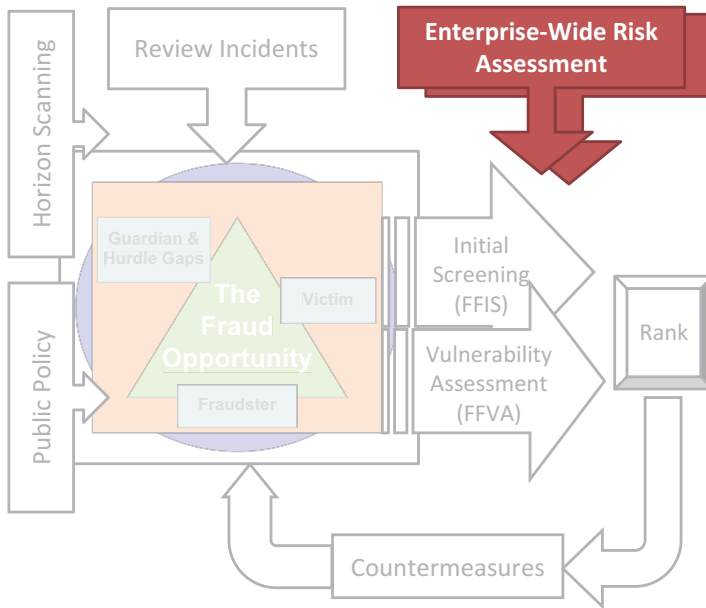 Review Incidents
Enterprise-Wide Risk
Assessment
Horizon Scanning
Public Policy
Guardian &
Hurdle Gaps
Victim
The
Fraud
Opportunity
Fraudster
Initial
Screening
(FFIS)
Vulnerability
Assessment
(FFVA)
Rank
Countermeasures